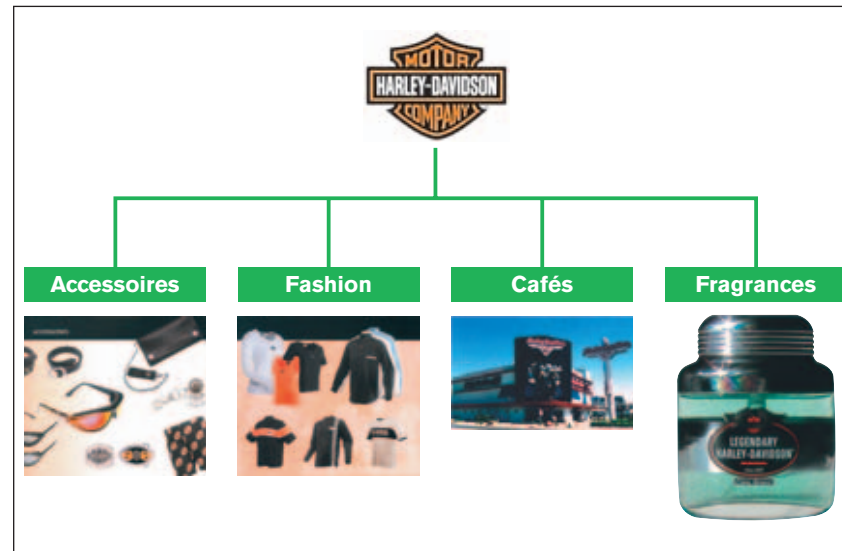 MOTOR
HARLEY-DAVIDSON
COMPANY
Accessoires
Fashion
Cafés
Fragrances
LEGENDARY
HARLEY-DAVIDSON